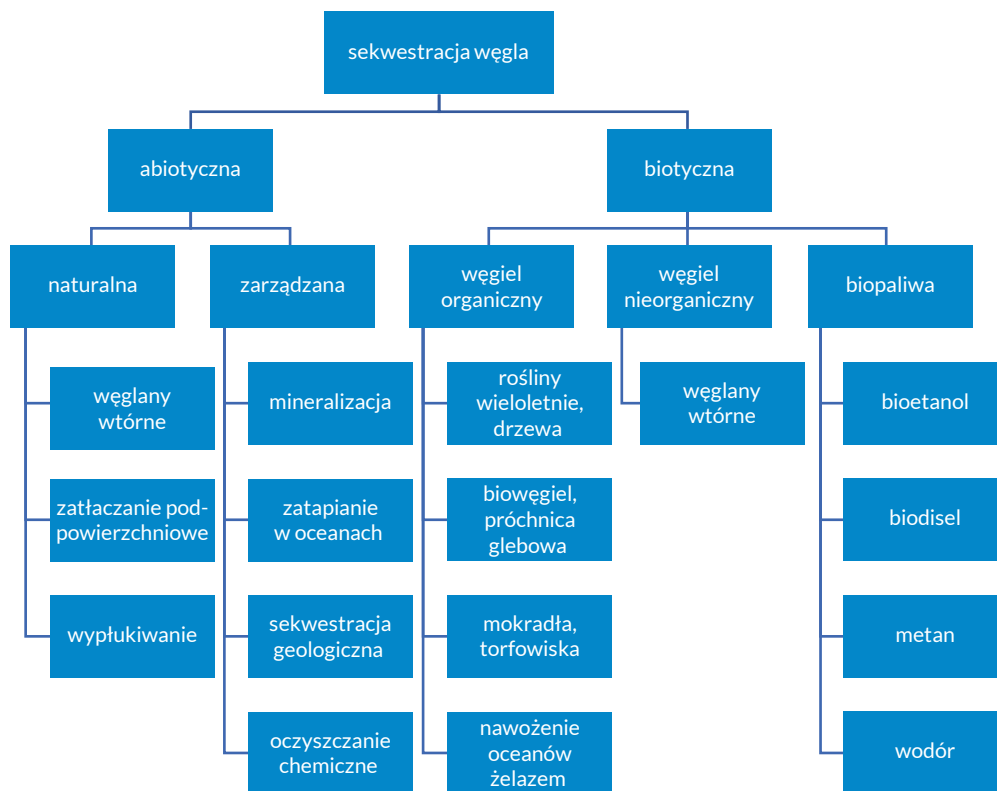 sekwestracja węgla
abiotyczna
biotyczna
naturalna
zarządzana
węgiel
organiczny
węgiel
nieorganiczny
biopaliwa
węglany
wtórne
mineralizacja
rośliny
wieloletnie,
drzewa
węglany
wtórne
bioetanol
zatłaczanie pod-
powierzchniowe
zatapianie
w oceanach
biowęgiel,
próchnica
glebowa
biodisel
wypłukiwanie
sekwestracja
geologiczna
mokradła,
torfowiska
metan
oczyszczanie
chemiczne
nawożenie
oceanów
żelazem
wodór